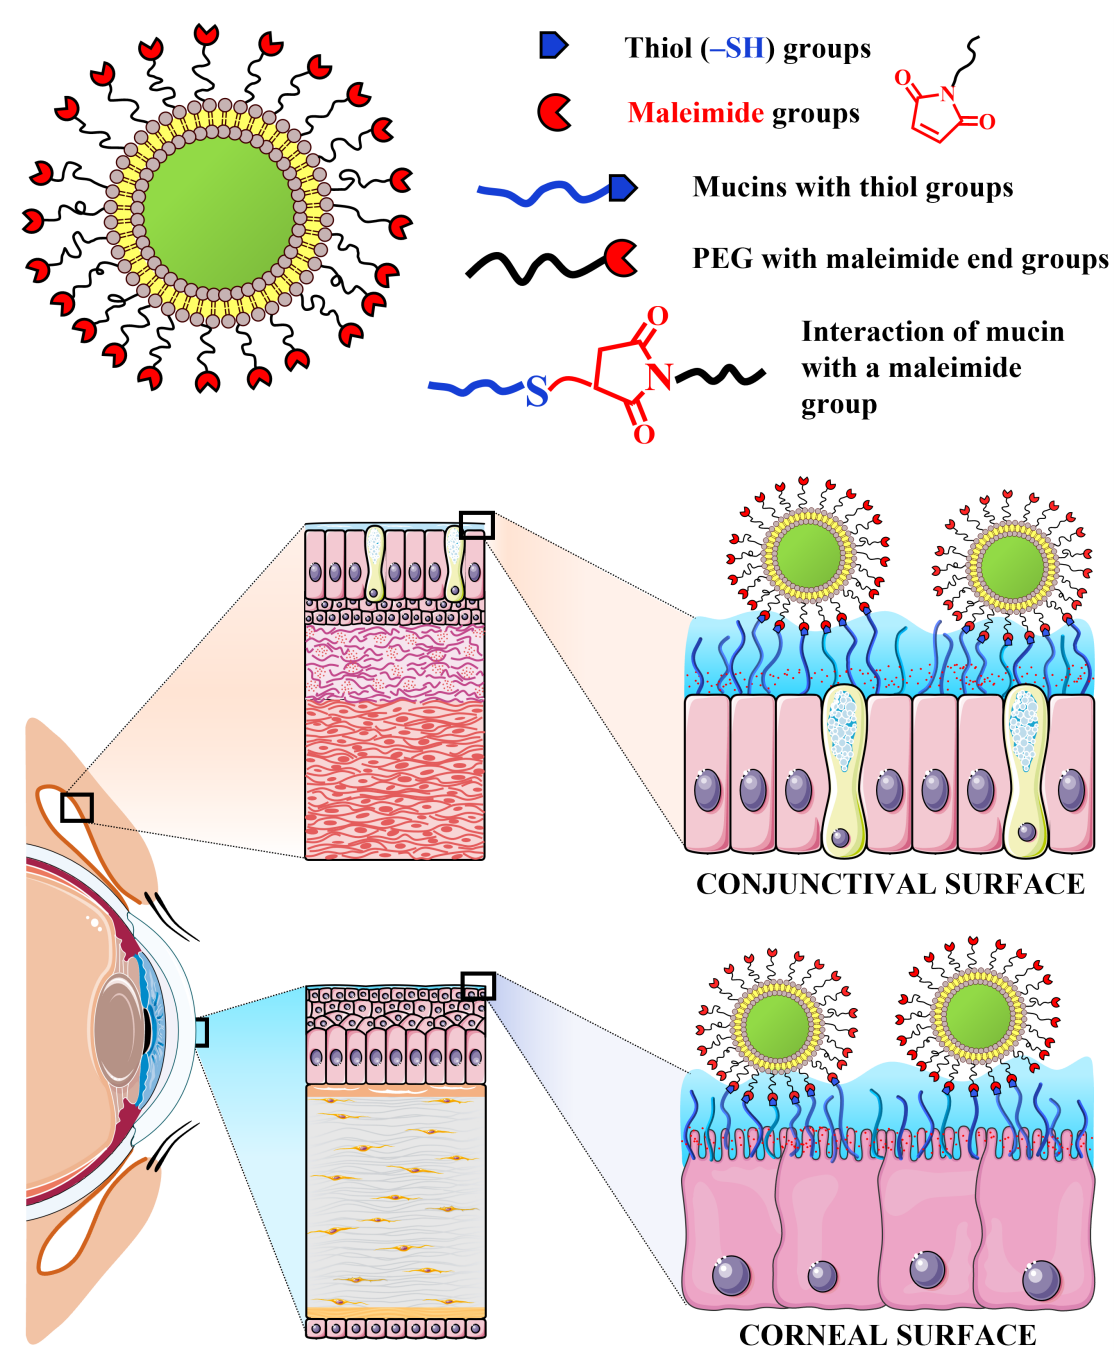 Thiol (–SH) groups
Maleimide groups
O
N
O
Mucins with thiol groups
PEG with maleimide end groups
O
Interaction of mucin
with a maleimide
group
S
N
O
CONJUNCTIVAL SURFACE
CORNEAL SURFACE